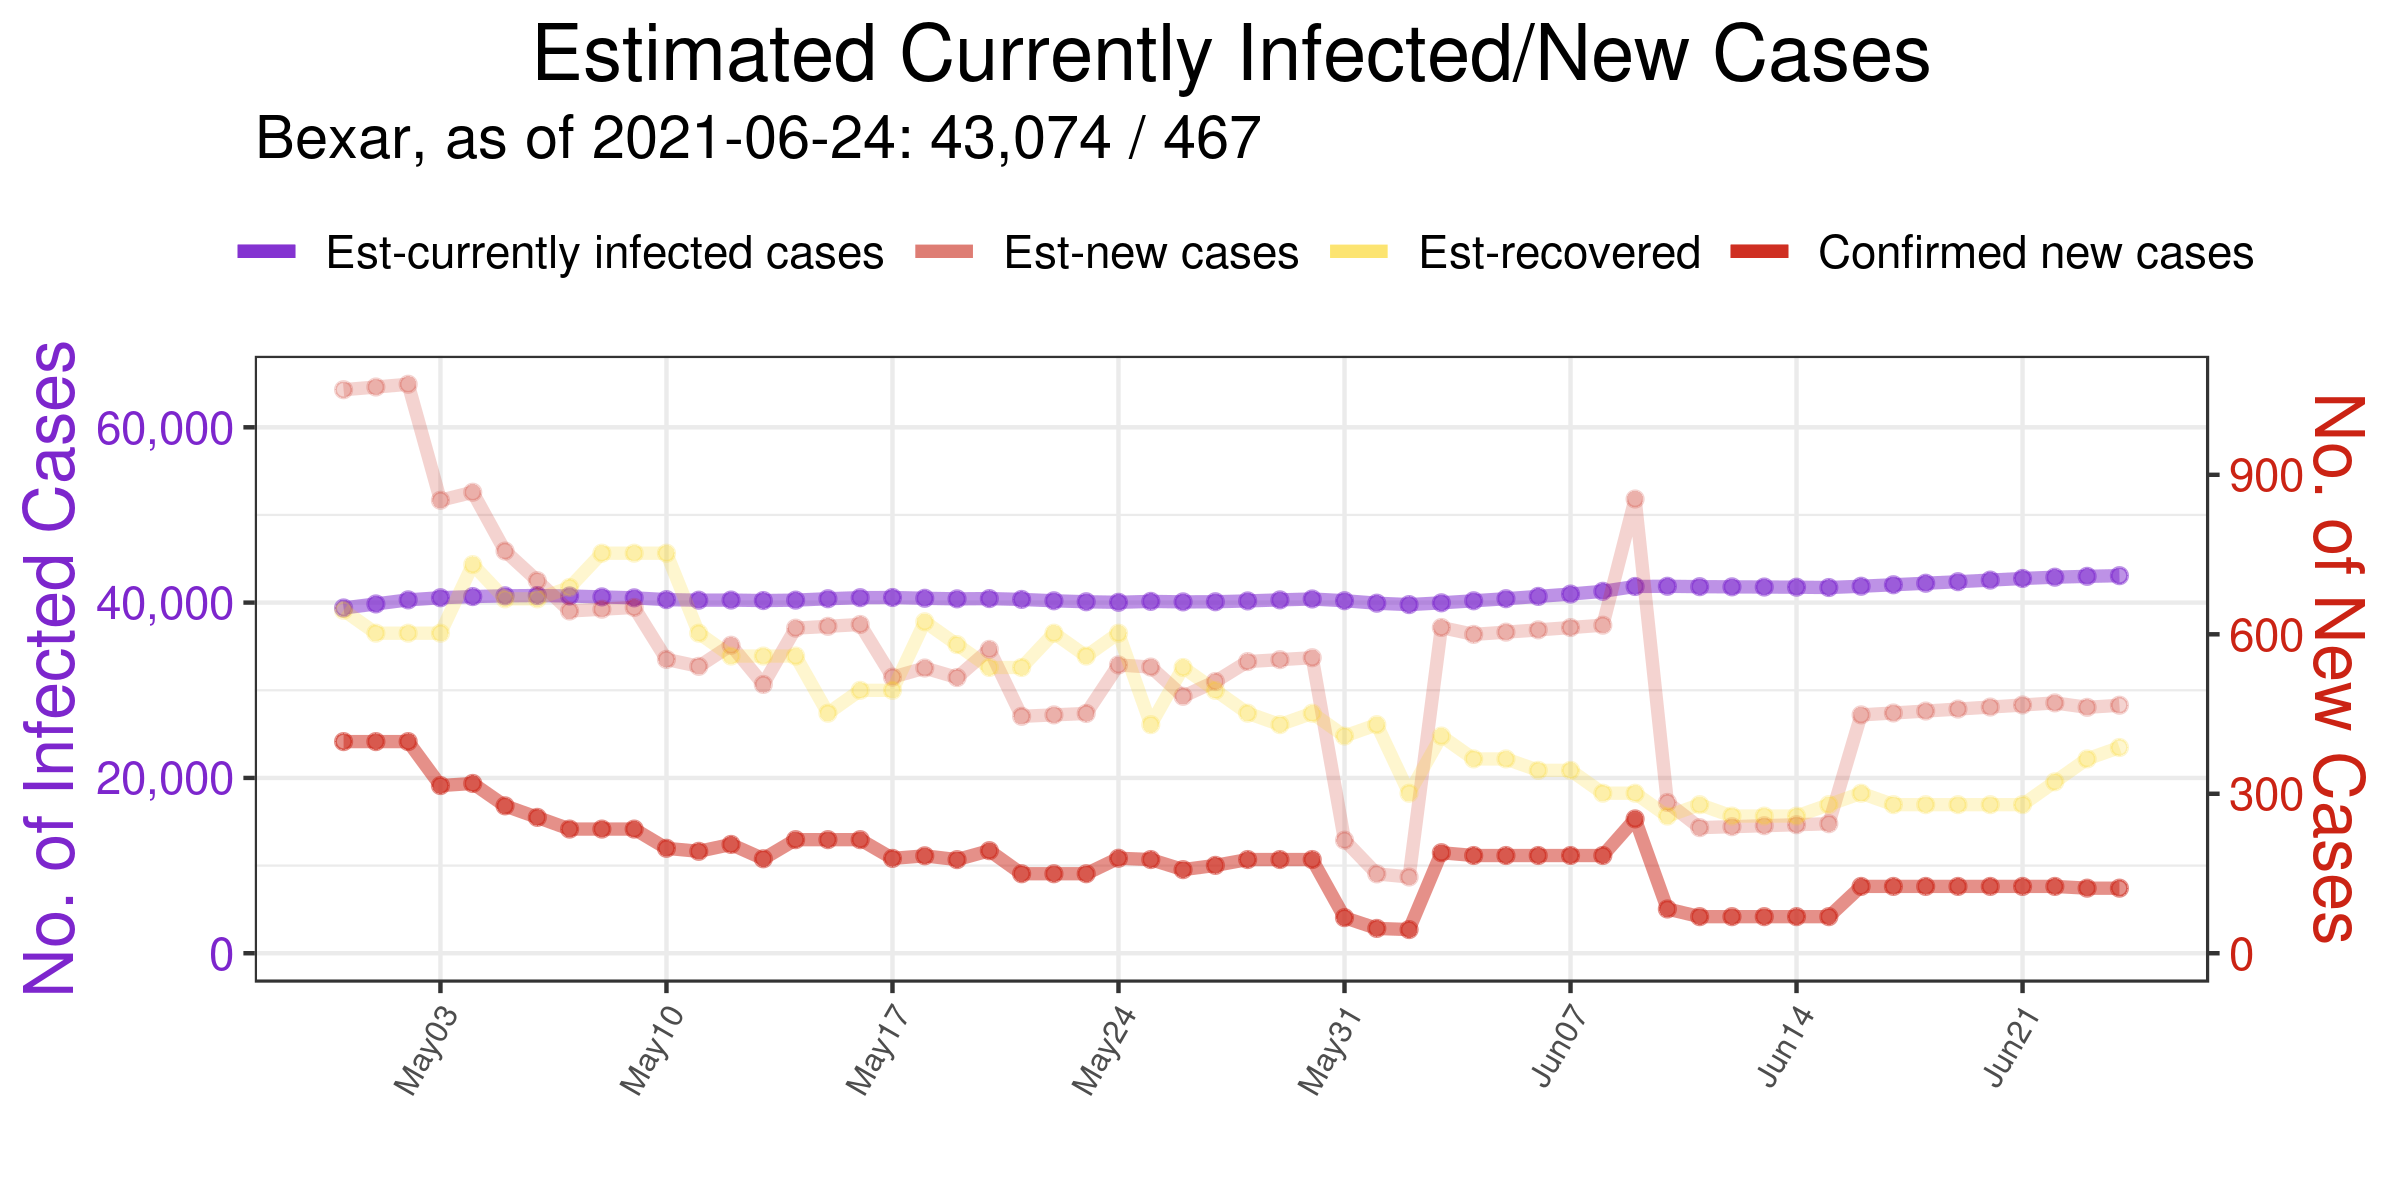 Estimated Currently Infected/New Cases
Bexar, as of 2021-06-24: 43,074 / 467
Est-currently infected cases Est-new cases Est-recovered Confirmed new cases
No. of Infected Cases
60,000
40,000
20,000
0
900
600
300
0
No. of New Cases
May03 May10 May17 May24 May31 Jun07 Jun14 Jun21